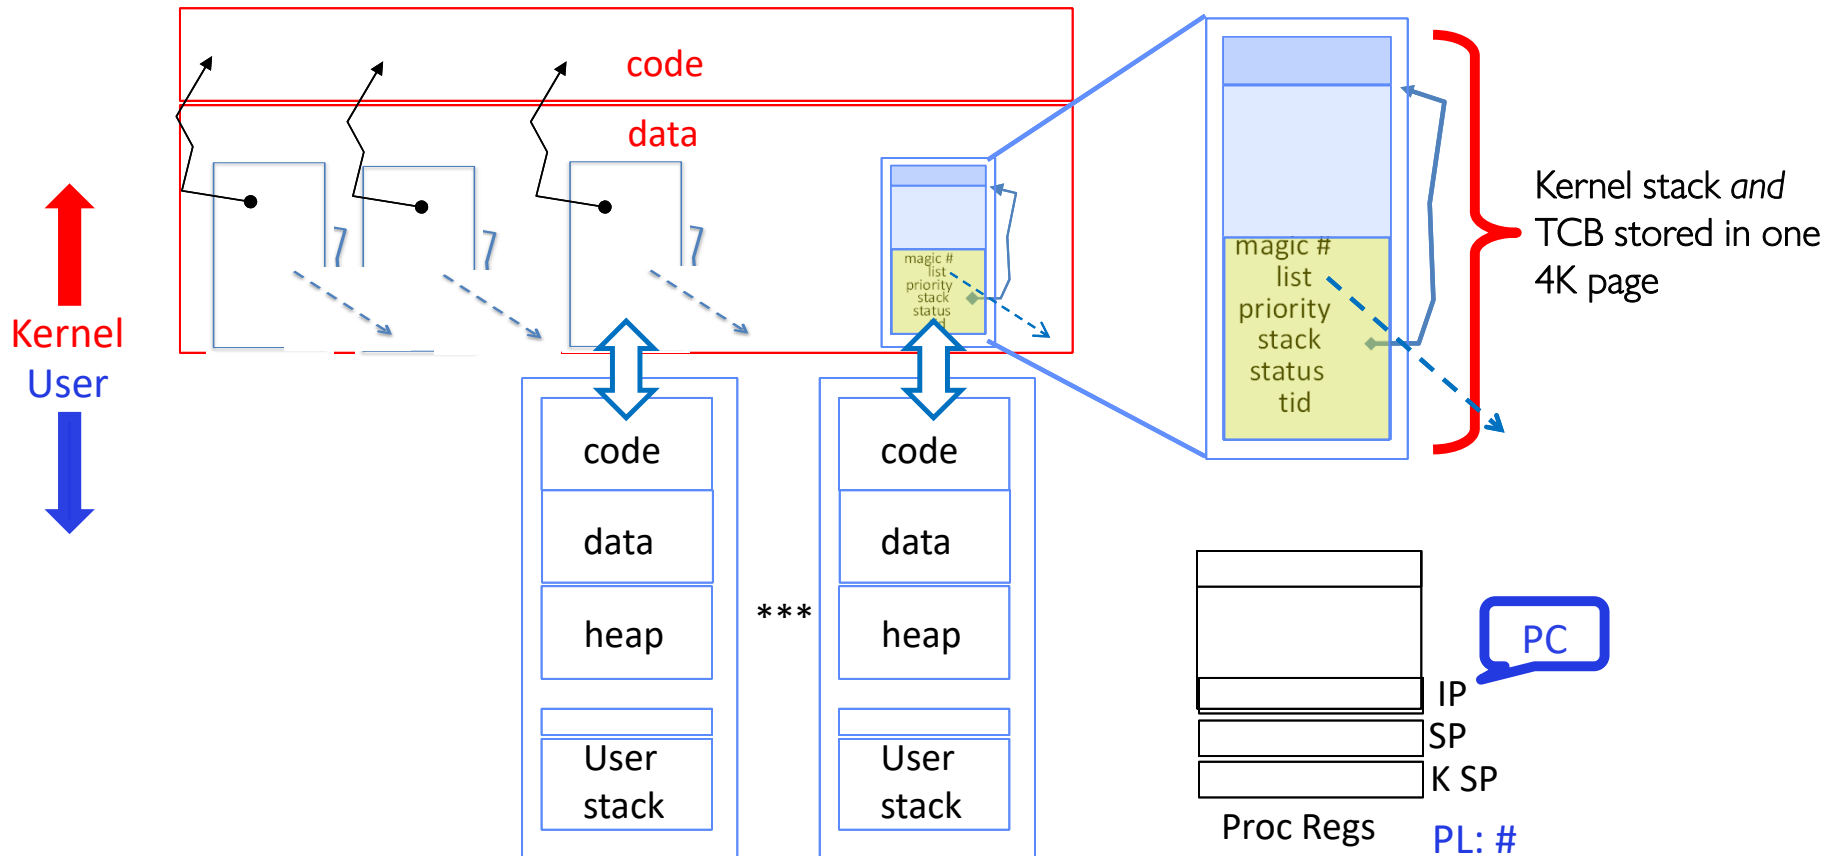 code
data
magic #
list
priority
stack
status
Kernel
User
code
data
heap
User
stack
***
code
data
heap
User
stack
magic #
list
priority
stack
status
tid
Kernel stack and
TCB stored in one
4K page
PC
IP
SP
K SP
Proc Regs
PL: #